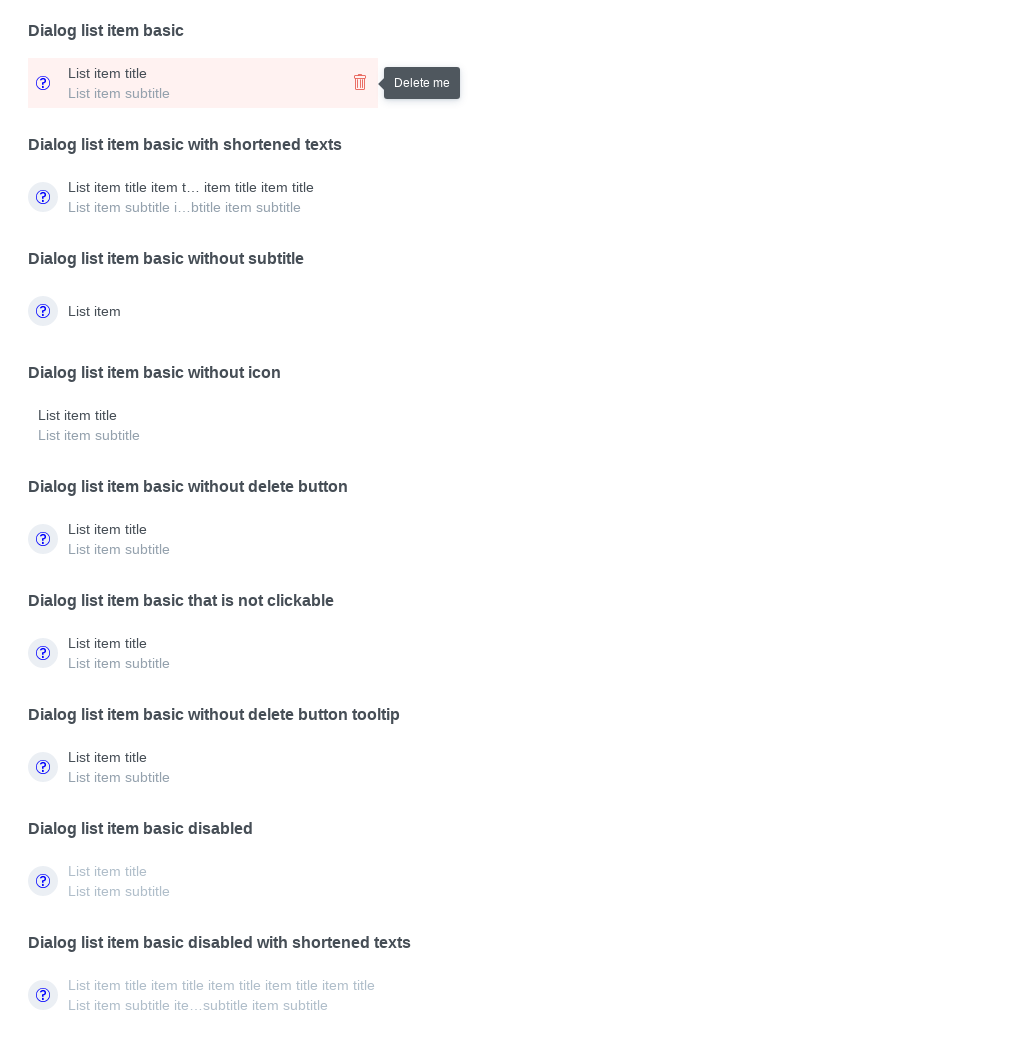 Dialog list item basic
List item title
List item subtitle
Delete me
Dialog list item basic with shortened texts
List item title item t… item title item title
List item subtitle i…btitle item subtitle
Dialog list item basic without subtitle
List item
Dialog list item basic without icon
List item title
List item subtitle
Dialog list item basic without delete button
List item title
List item subtitle
Dialog list item basic that is not clickable
List item title
List item subtitle
Dialog list item basic without delete button tooltip
List item title
List item subtitle
Dialog list item basic disabled
List item title
List item subtitle
Dialog list item basic disabled with shortened texts
List item title item title item title item title item title
List item subtitle ite…subtitle item subtitle